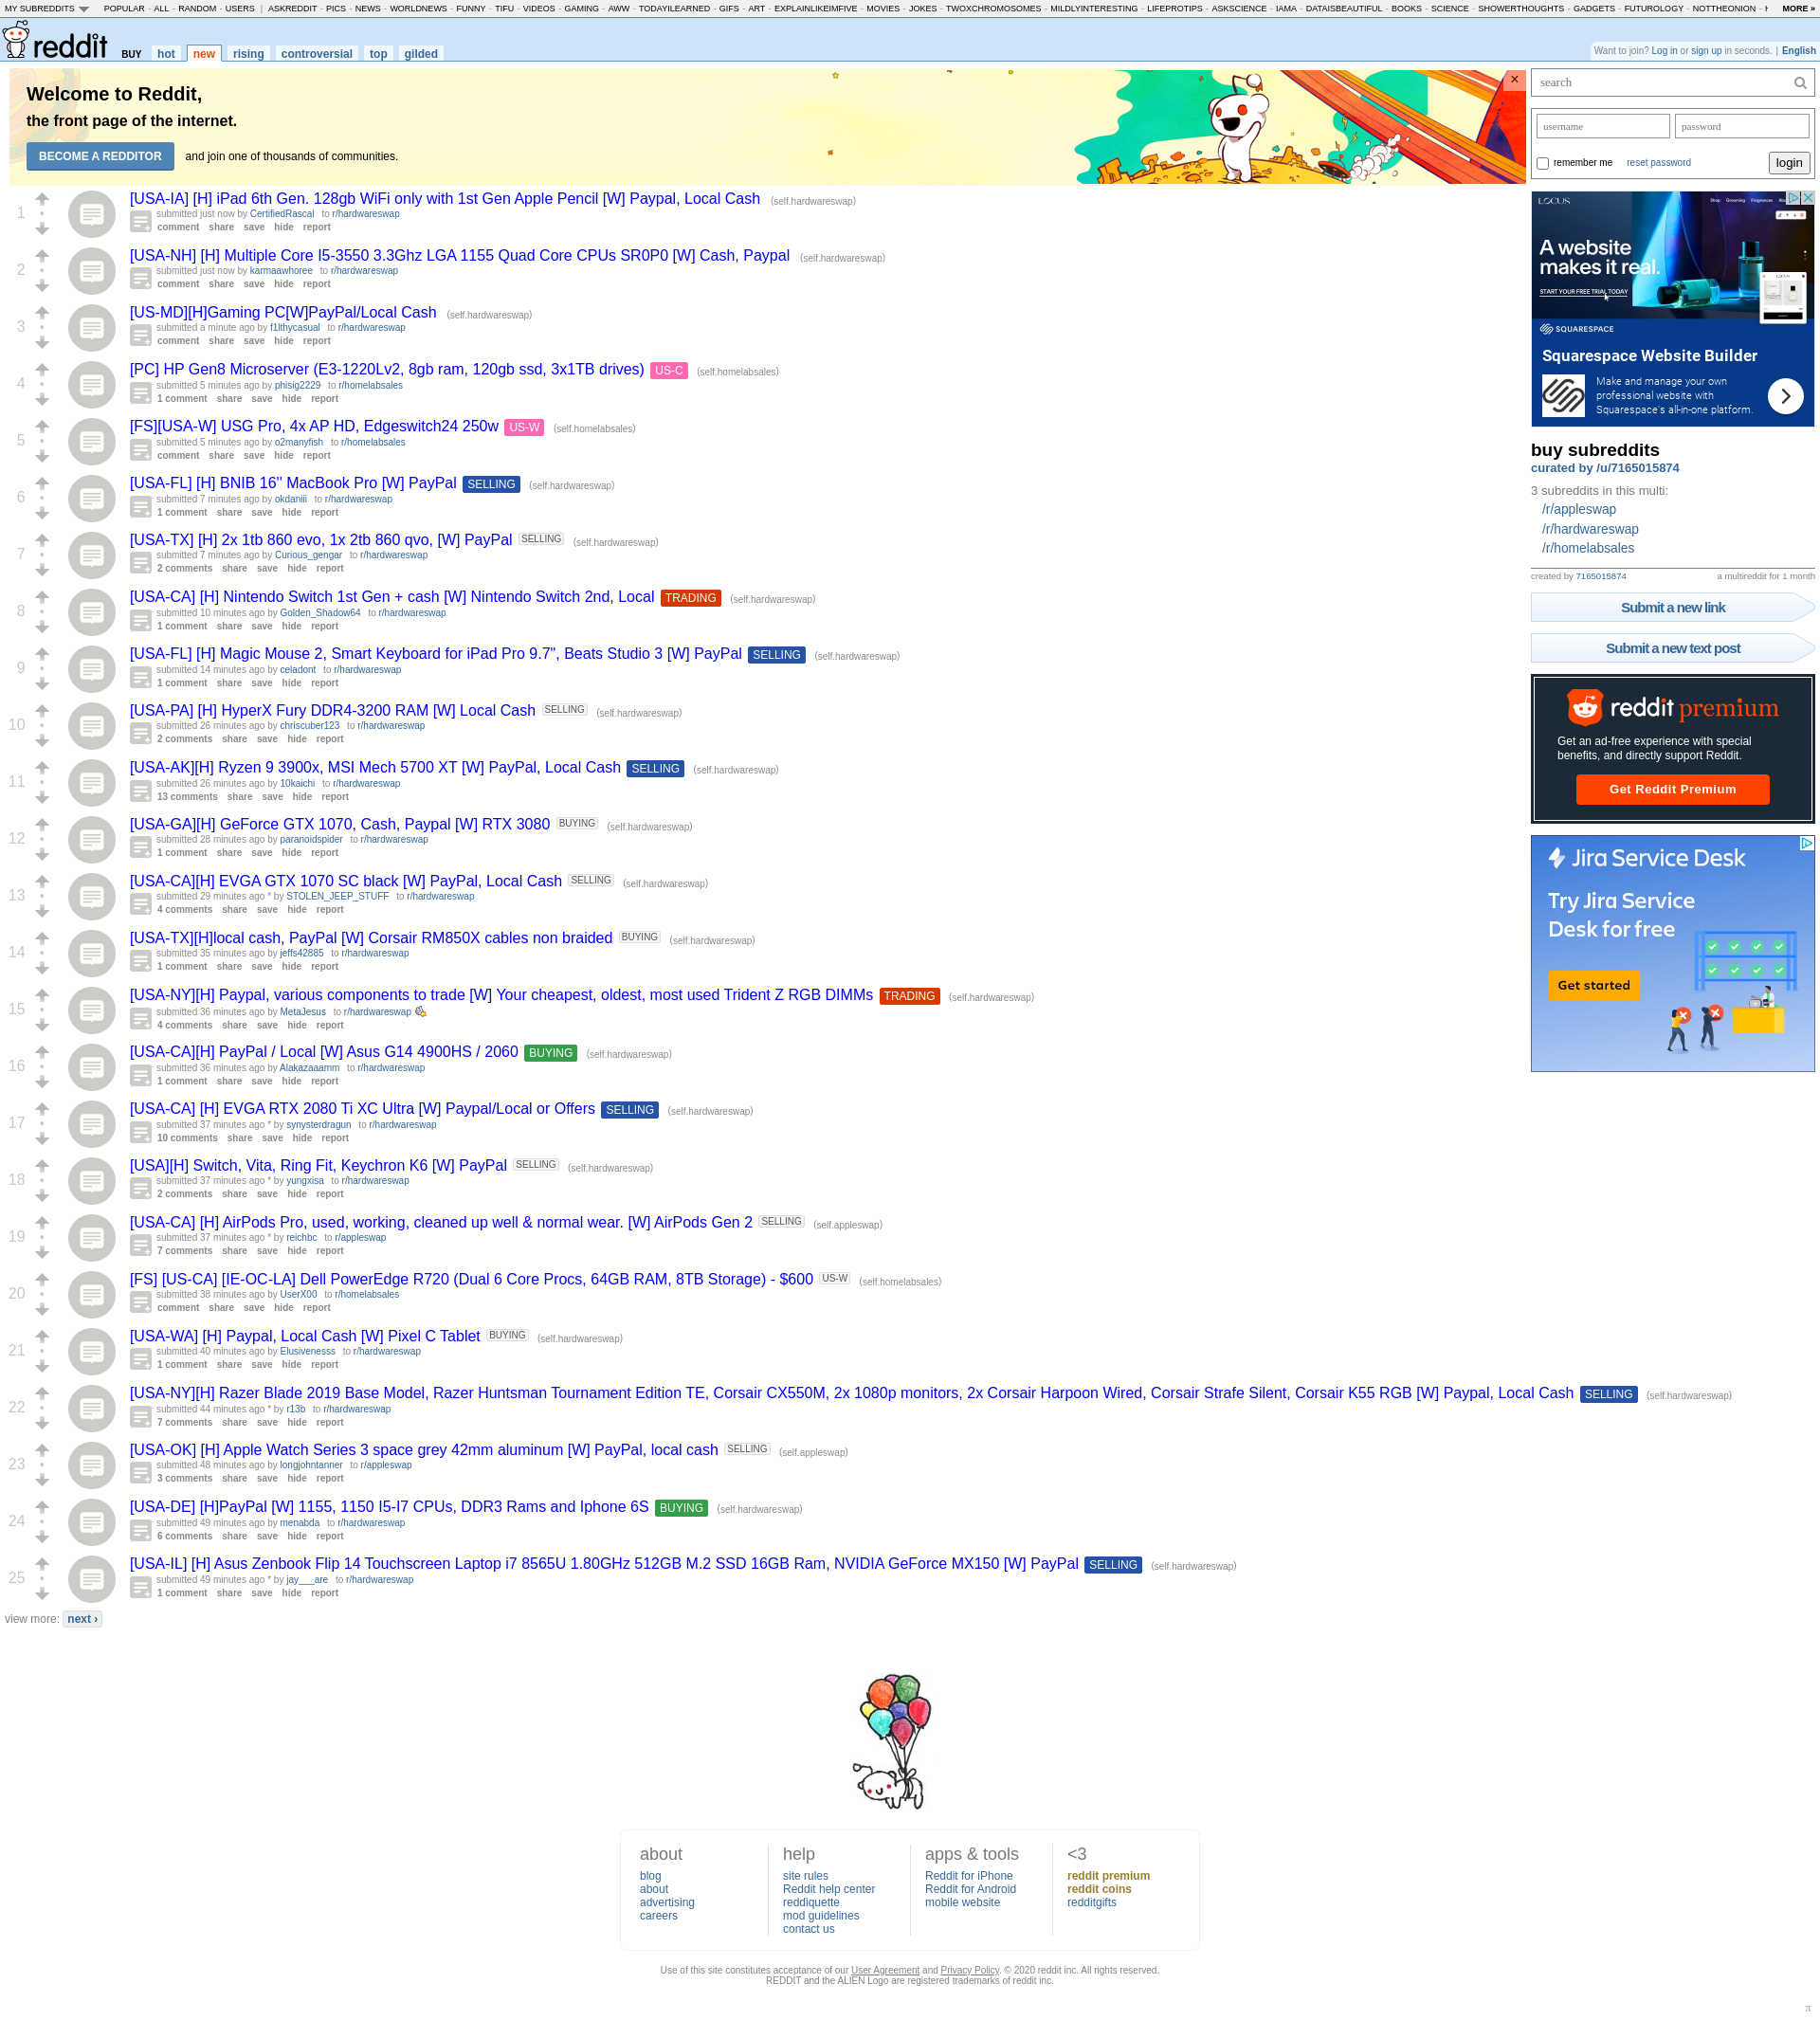 MY SUBREDDITS POPULAR - ALL - RANDOM - USERS | ASKREDDIT - PICS - NEWS - WORLDNEWS - FUNNY - TIFU - VIDEOS - GAMING - AWW - TODAYILEARNED - GIFS - ART - EXPLAINLIKEIMFIVE - MOVIES - JOKES - TWOXCHROMOSOMES - MILDLYINTERESTING - LIFEPROTIPS - ASKSCIENCE - IAMA - DATAISBEAUTIFUL - BOOKS - SCIENCE - SHOWERTHOUGHTS - GADGETS - FUTUROLOGY - NOTTHEONION - MORE »
reddit BUY hot new rising controversial top gilded
Want to join? Log in or sign up in seconds. | English
Welcome to Reddit,
the front page of the internet.
BECOME A REDDITOR and join one of thousands of communities.
×
1
[USA-IA] [H] iPad 6th Gen. 128gb WiFi only with 1st Gen Apple Pencil [W] Paypal, Local Cash (self.hardwareswap)
submitted just now by CertifiedRascal to r/hardwareswap
comment share save hide report
2
[USA-NH] [H] Multiple Core I5-3550 3.3Ghz LGA 1155 Quad Core CPUs SR0P0 [W] Cash, Paypal (self.hardwareswap)
submitted just now by karmaawhoree to r/hardwareswap
comment share save hide report
3
[US-MD][H]Gaming PC[W]PayPal/Local Cash (self.hardwareswap)
submitted a minute ago by f1lthycasual to r/hardwareswap
comment share save hide report
4
[PC] HP Gen8 Microserver (E3-1220Lv2, 8gb ram, 120gb ssd, 3x1TB drives) US-C (self.homelabsales)
submitted 5 minutes ago by phisig2229 to r/homelabsales
1 comment share save hide report
5
[FS][USA-W] USG Pro, 4x AP HD, Edgeswitch24 250w US-W (self.homelabsales)
submitted 5 minutes ago by o2manyfish to r/homelabsales
comment share save hide report
6
[USA-FL] [H] BNIB 16'' MacBook Pro [W] PayPal SELLING (self.hardwareswap)
submitted 7 minutes ago by okdaniii to r/hardwareswap
1 comment share save hide report
7
[USA-TX] [H] 2x 1tb 860 evo, 1x 2tb 860 qvo, [W] PayPal SELLING (self.hardwareswap)
submitted 7 minutes ago by Curious_gengar to r/hardwareswap
2 comments share save hide report
8
[USA-CA] [H] Nintendo Switch 1st Gen + cash [W] Nintendo Switch 2nd, Local TRADING (self.hardwareswap)
submitted 10 minutes ago by Golden_Shadow64 to r/hardwareswap
1 comment share save hide report
9
[USA-FL] [H] Magic Mouse 2, Smart Keyboard for iPad Pro 9.7", Beats Studio 3 [W] PayPal SELLING (self.hardwareswap)
submitted 14 minutes ago by celadont to r/hardwareswap
1 comment share save hide report
10
[USA-PA] [H] HyperX Fury DDR4-3200 RAM [W] Local Cash SELLING (self.hardwareswap)
submitted 26 minutes ago by chriscuber123 to r/hardwareswap
2 comments share save hide report
11
[USA-AK][H] Ryzen 9 3900x, MSI Mech 5700 XT [W] PayPal, Local Cash SELLING (self.hardwareswap)
submitted 26 minutes ago by 10kaichi to r/hardwareswap
13 comments share save hide report
12
[USA-GA][H] GeForce GTX 1070, Cash, Paypal [W] RTX 3080 BUYING (self.hardwareswap)
submitted 28 minutes ago by paranoidspider to r/hardwareswap
1 comment share save hide report
13
[USA-CA][H] EVGA GTX 1070 SC black [W] PayPal, Local Cash SELLING (self.hardwareswap)
submitted 29 minutes ago * by STOLEN_JEEP_STUFF to r/hardwareswap
4 comments share save hide report
14
[USA-TX][H]local cash, PayPal [W] Corsair RM850X cables non braided BUYING (self.hardwareswap)
submitted 35 minutes ago by jeffs42885 to r/hardwareswap
1 comment share save hide report
15
[USA-NY][H] Paypal, various components to trade [W] Your cheapest, oldest, most used Trident Z RGB DIMMs TRADING (self.hardwareswap)
submitted 36 minutes ago by MetaJesus to r/hardwareswap
4 comments share save hide report
16
[USA-CA][H] PayPal / Local [W] Asus G14 4900HS / 2060 BUYING (self.hardwareswap)
submitted 36 minutes ago by Alakazaaamm to r/hardwareswap
1 comment share save hide report
17
[USA-CA] [H] EVGA RTX 2080 Ti XC Ultra [W] Paypal/Local or Offers SELLING (self.hardwareswap)
submitted 37 minutes ago * by synysterdragun to r/hardwareswap
10 comments share save hide report
18
[USA][H] Switch, Vita, Ring Fit, Keychron K6 [W] PayPal SELLING (self.hardwareswap)
submitted 37 minutes ago * by yungxisa to r/hardwareswap
2 comments share save hide report
19
[USA-CA] [H] AirPods Pro, used, working, cleaned up well & normal wear. [W] AirPods Gen 2 SELLING (self.appleswap)
submitted 37 minutes ago * by reichbc to r/appleswap
7 comments share save hide report
20
[FS] [US-CA] [IE-OC-LA] Dell PowerEdge R720 (Dual 6 Core Procs, 64GB RAM, 8TB Storage) - $600 US-W (self.homelabsales)
submitted 38 minutes ago by UserX00 to r/homelabsales
comment share save hide report
21
[USA-WA] [H] Paypal, Local Cash [W] Pixel C Tablet BUYING (self.hardwareswap)
submitted 40 minutes ago by Elusivenesss to r/hardwareswap
1 comment share save hide report
22
[USA-NY][H] Razer Blade 2019 Base Model, Razer Huntsman Tournament Edition TE, Corsair CX550M, 2x 1080p monitors, 2x Corsair Harpoon Wired, Corsair Strafe Silent, Corsair K55 RGB [W] Paypal, Local Cash SELLING (self.hardwareswap)
submitted 44 minutes ago * by r13b to r/hardwareswap
7 comments share save hide report
23
[USA-OK] [H] Apple Watch Series 3 space grey 42mm aluminum [W] PayPal, local cash SELLING (self.appleswap)
submitted 48 minutes ago by longjohntanner to r/appleswap
3 comments share save hide report
24
[USA-DE] [H]PayPal [W] 1155, 1150 I5-I7 CPUs, DDR3 Rams and Iphone 6S BUYING (self.hardwareswap)
submitted 49 minutes ago by menabda to r/hardwareswap
6 comments share save hide report
25
[USA-IL] [H] Asus Zenbook Flip 14 Touchscreen Laptop i7 8565U 1.80GHz 512GB M.2 SSD 16GB Ram, NVIDIA GeForce MX150 [W] PayPal SELLING (self.hardwareswap)
submitted 49 minutes ago * by jay___are to r/hardwareswap
1 comment share save hide report
view more: next ›
search
username password
remember me reset password login
LOCUS
Shop Grooming Fragrances
A website
makes it real.
START YOUR FREE TRIAL TODAY
SQUARESPACE
Squarespace Website Builder
Make and manage your own
professional website with
Squarespace's all-in-one platform.
buy subreddits
curated by /u/7165015874
3 subreddits in this multi:
/r/appleswap
/r/hardwareswap
/r/homelabsales
created by 7165015874 a multireddit for 1 month
Submit a new link
Submit a new text post
reddit premium
Get an ad-free experience with special
benefits, and directly support Reddit.
Get Reddit Premium
Jira Service Desk
Try Jira Service
Desk for free
Get started
about
blog
about
advertising
careers
help
site rules
Reddit help center
reddiquette
mod guidelines
contact us
apps & tools
Reddit for iPhone
Reddit for Android
mobile website
<3
reddit premium
reddit coins
redditgifts
Use of this site constitutes acceptance of our User Agreement and Privacy Policy. © 2020 reddit inc. All rights reserved.
REDDIT and the ALIEN Logo are registered trademarks of reddit inc.
π